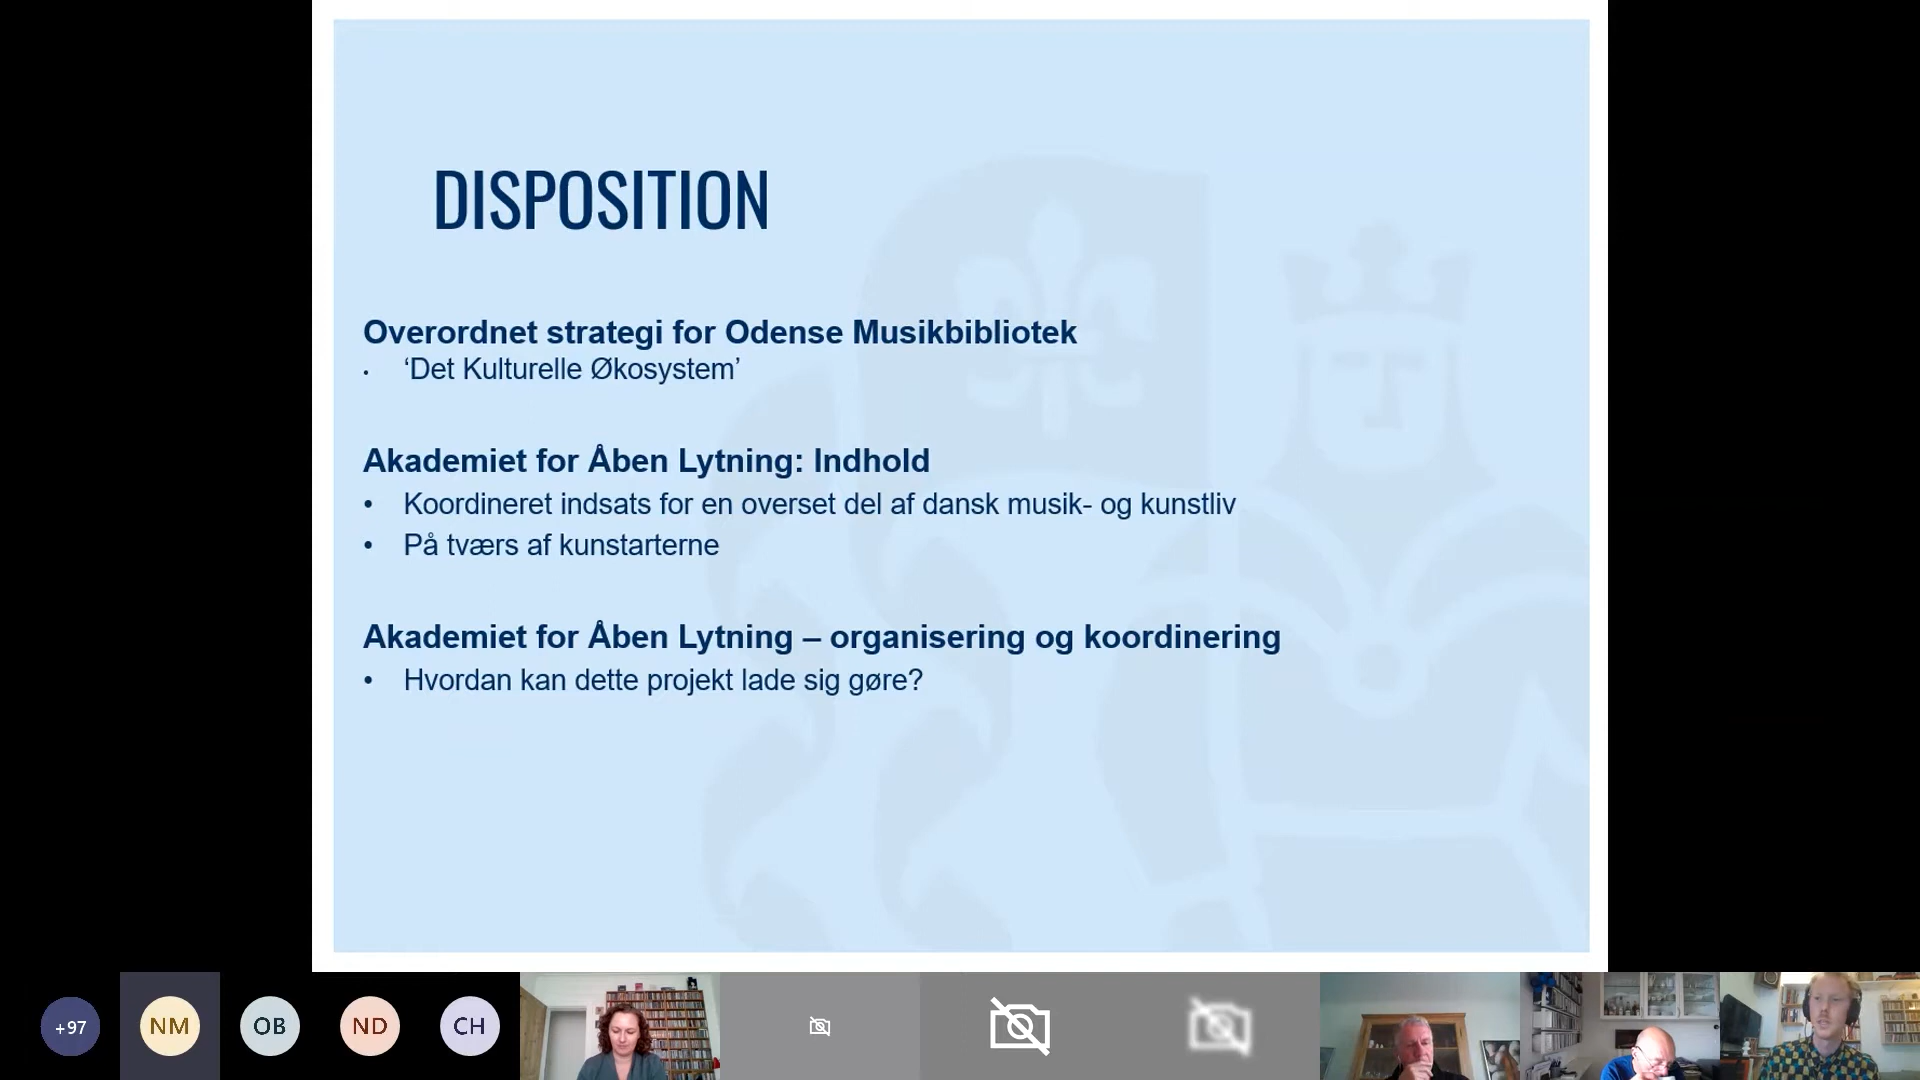 DISPOSITION
Overordnet strategi for Odense Musikbibliotek
· ‘Det Kulturelle Økosystem’
Akademiet for Åben Lytning: Indhold
• Koordineret indsats for en overset del af dansk musik- og kunstliv
• På tværs af kunstarterne
Akademiet for Åben Lytning – organisering og koordinering
• Hvordan kan dette projekt lade sig gøre?
+97 NM OB ND CH